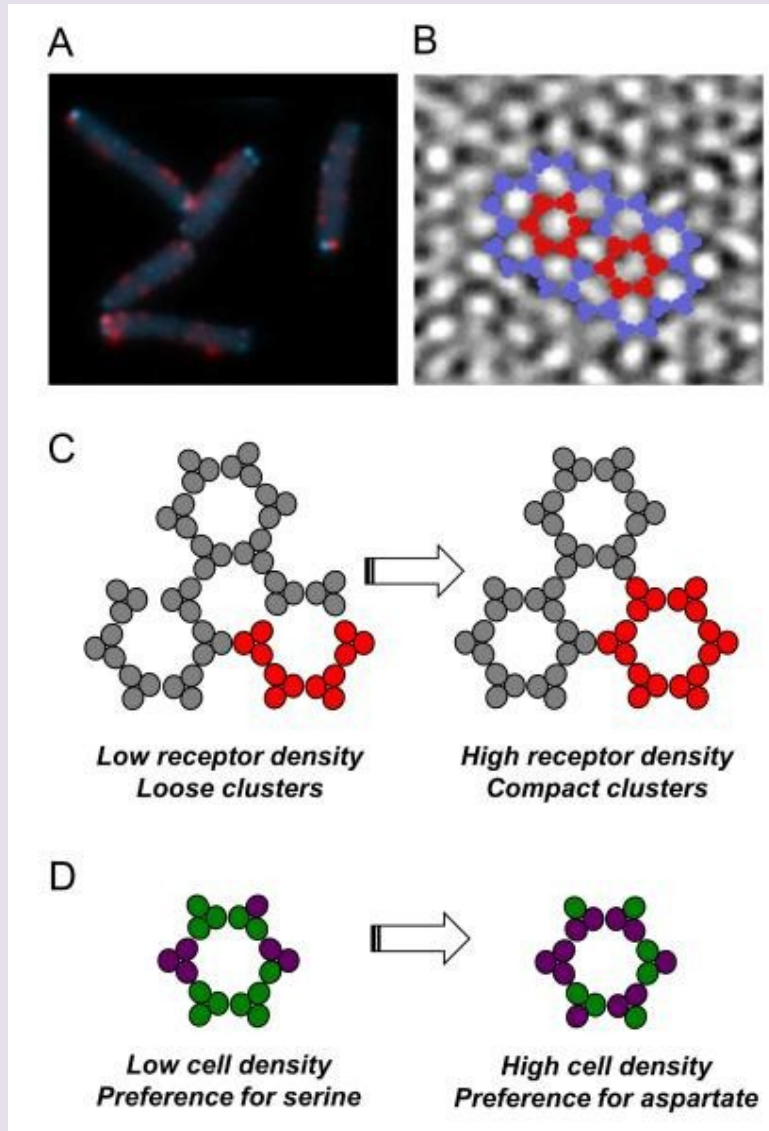 A
B
C
Low receptor density
Loose clusters
High receptor density
Compact clusters
D
Low cell density
Preference for serine
High cell density
Preference for aspartate